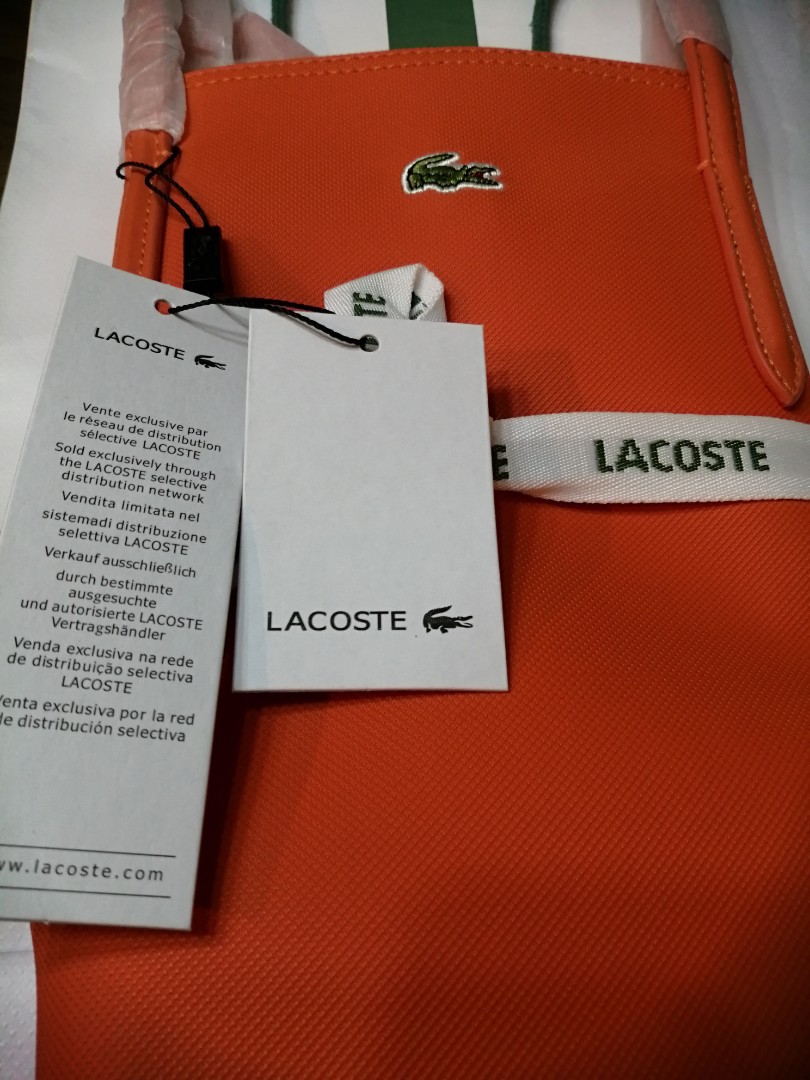 LACOSTE
Vente exclusive par
le réseau de distribution
sélective LACOSTE
Sold exclusively through
the LACOSTE selective
distribution network
Vendita limitata nel
sistemadi distribuzione
selettiva LACOSTE
Verkauf ausschließlich
durch bestimmte
ausgesuchte
und autorisierte LACOSTE
Vertragshändler
Venda exclusiva na rede
de distribuição selectiva
LACOSTE
Venta exclusiva por la red
de distribución selectiva
ww.lacoste.com
LACOSTE
TE
E LACOSTE